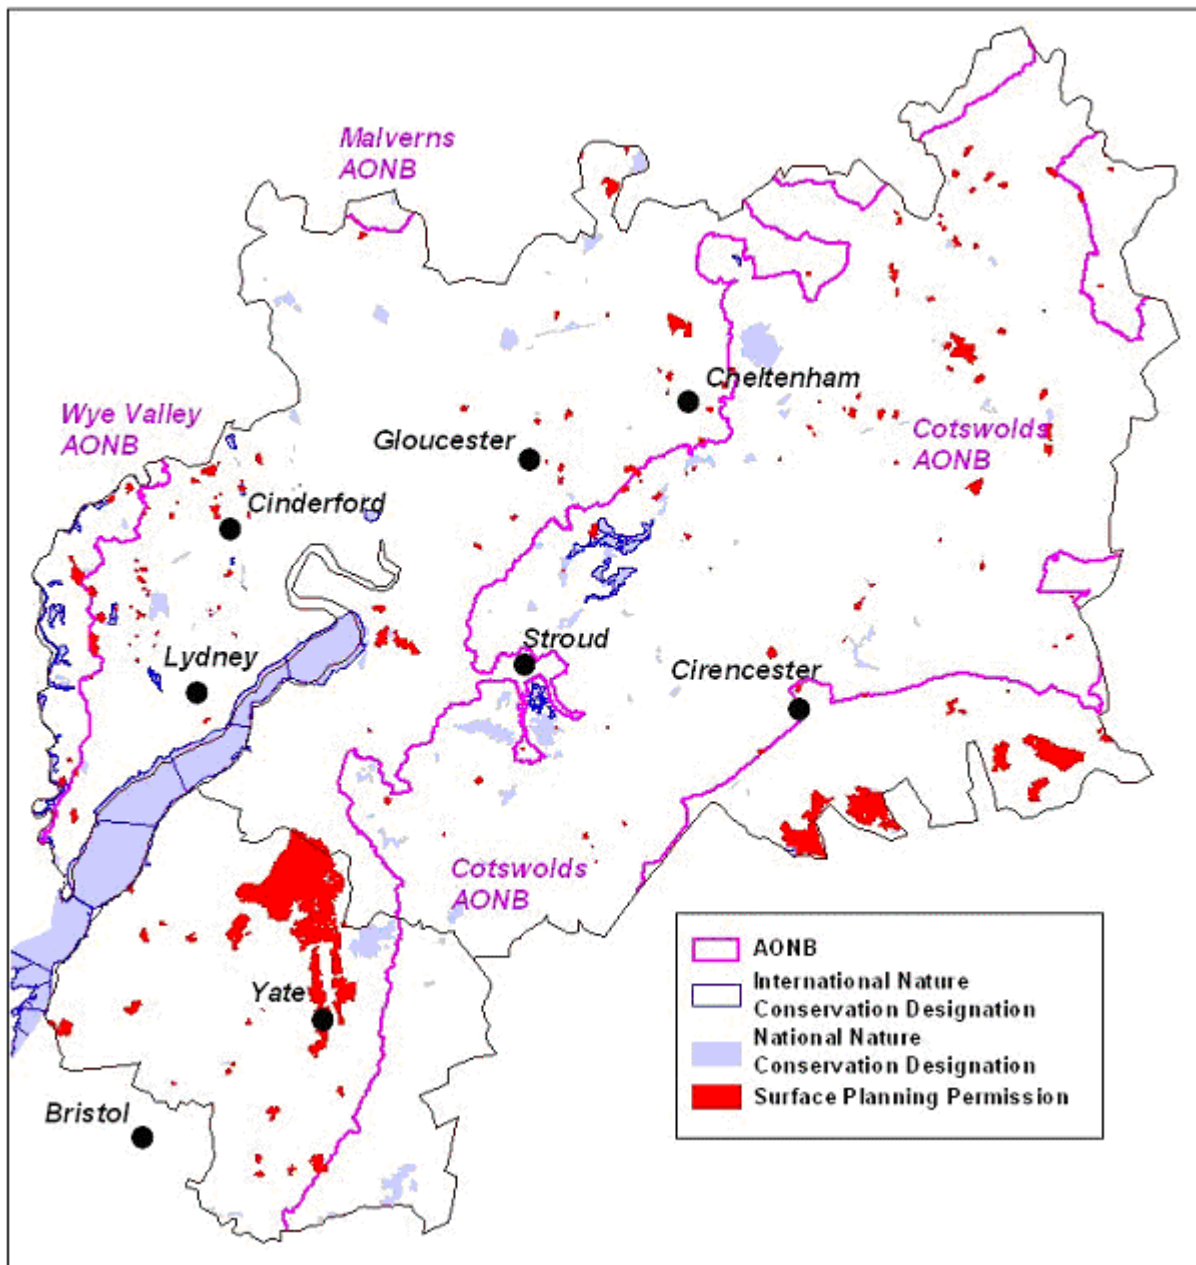 Malverns
AONB
Cheltenham
Wye Valley
AONB
Gloucester
Cotswolds
AONB
Cinderford
Stroud
Lydney
Cirencester
Cotswolds
AONB
Yate
Bristol
AONB
International Nature
Conservation Designation
National Nature
Conservation Designation
Surface Planning Permission